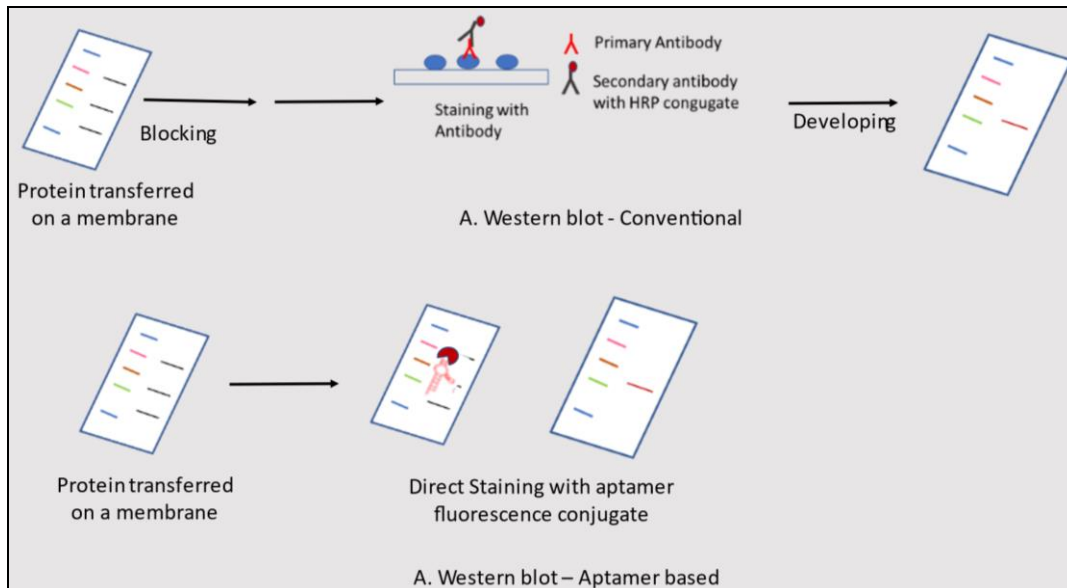 Primary Antibody
Secondary antibody
with HRP congugate
Staining with
Antibody
Blocking
Developing
Protein transferred
on a membrane
A. Western blot - Conventional
Protein transferred
on a membrane
Direct Staining with aptamer
fluorescence conjugate
A. Western blot – Aptamer based